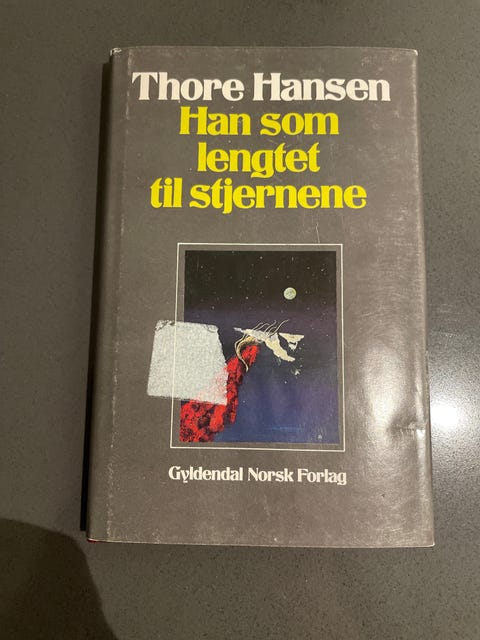 Thore Hansen
Han som
lengtet
til stjernene
Gyldendal Norsk Forlag